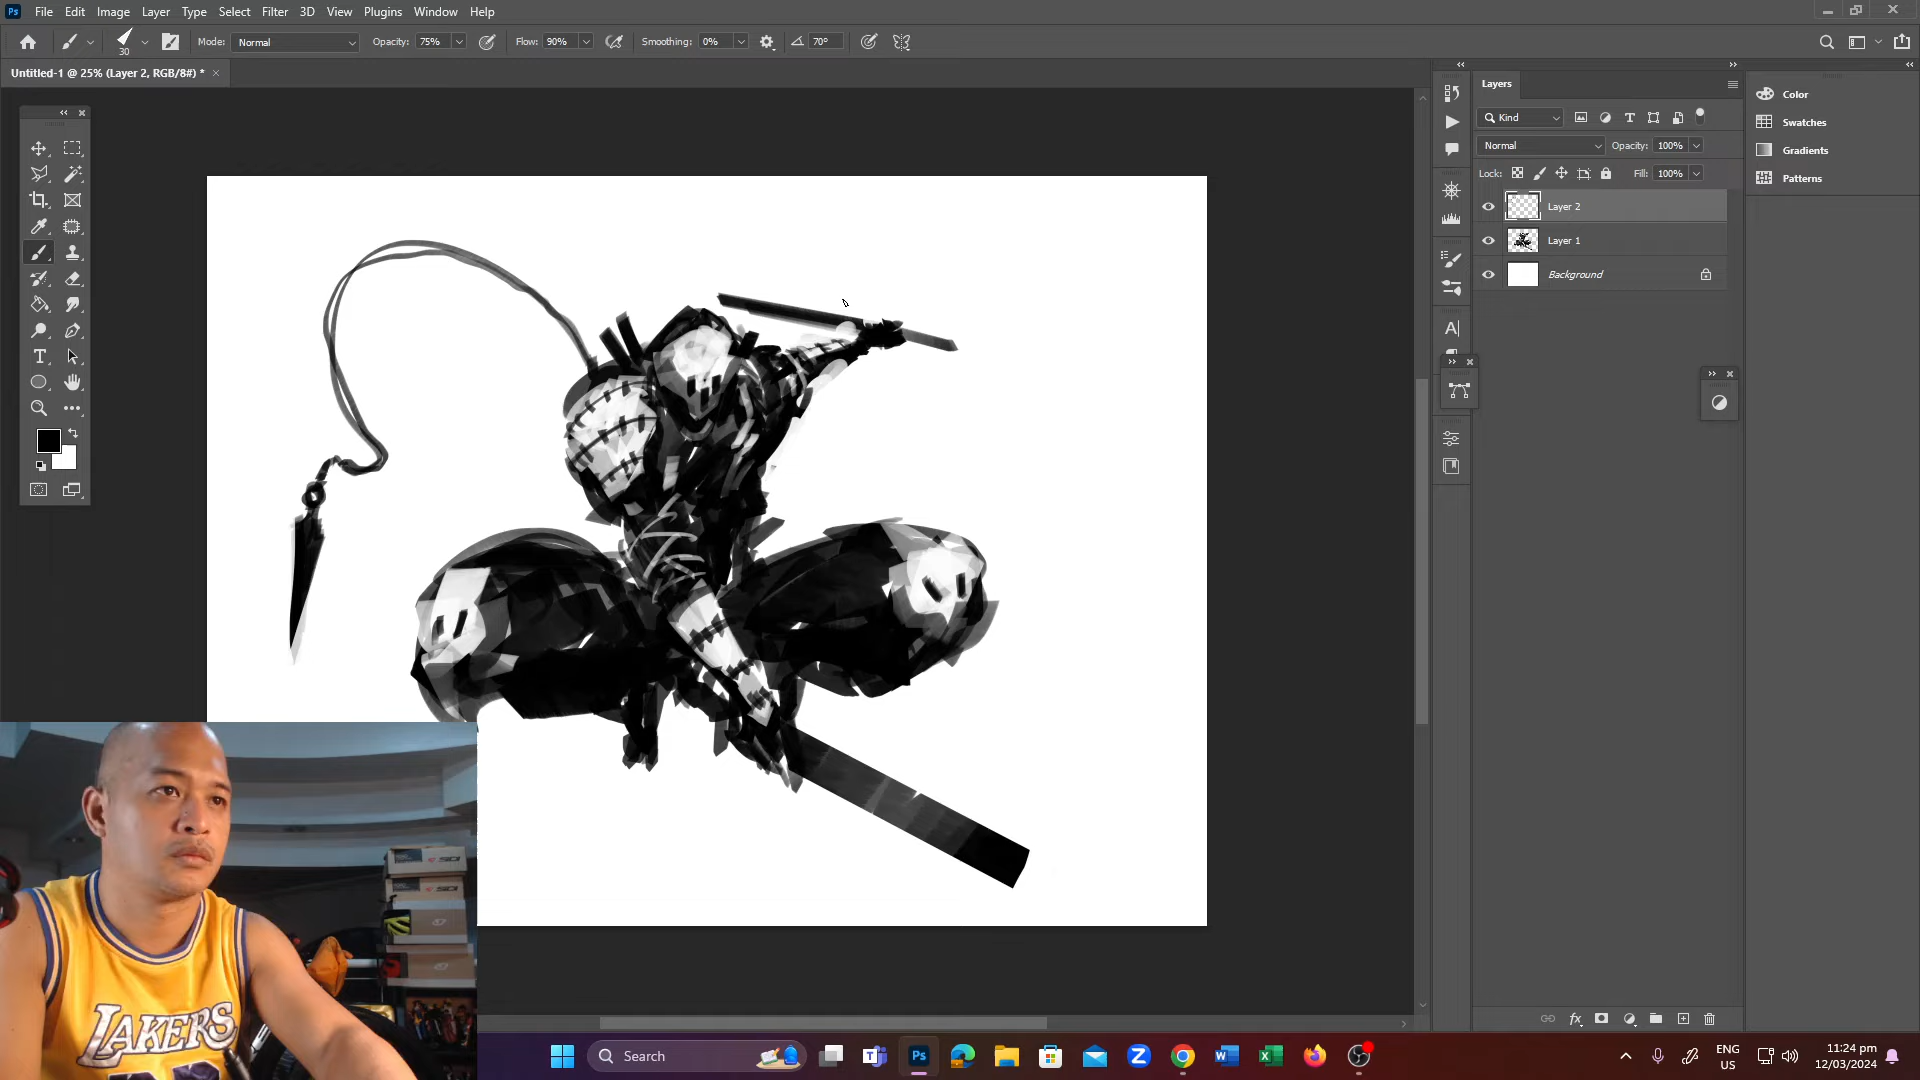 Ps File Edit Image Layer Type Select Filter 3D View Plugins Window Help
30 Mode: Normal Opacity: 75% Flow: 90% Smoothing: 0% 70°
Untitled-1 @ 25% (Layer 2, RGB/8#) * ×
Layers
Kind
Normal Opacity: 100%
Lock: Fill: 100%
Layer 2
Layer 1
Background
Color
Swatches
Gradients
Patterns
LAKERS
Search
ENG
US
11:24 pm
12/03/2024